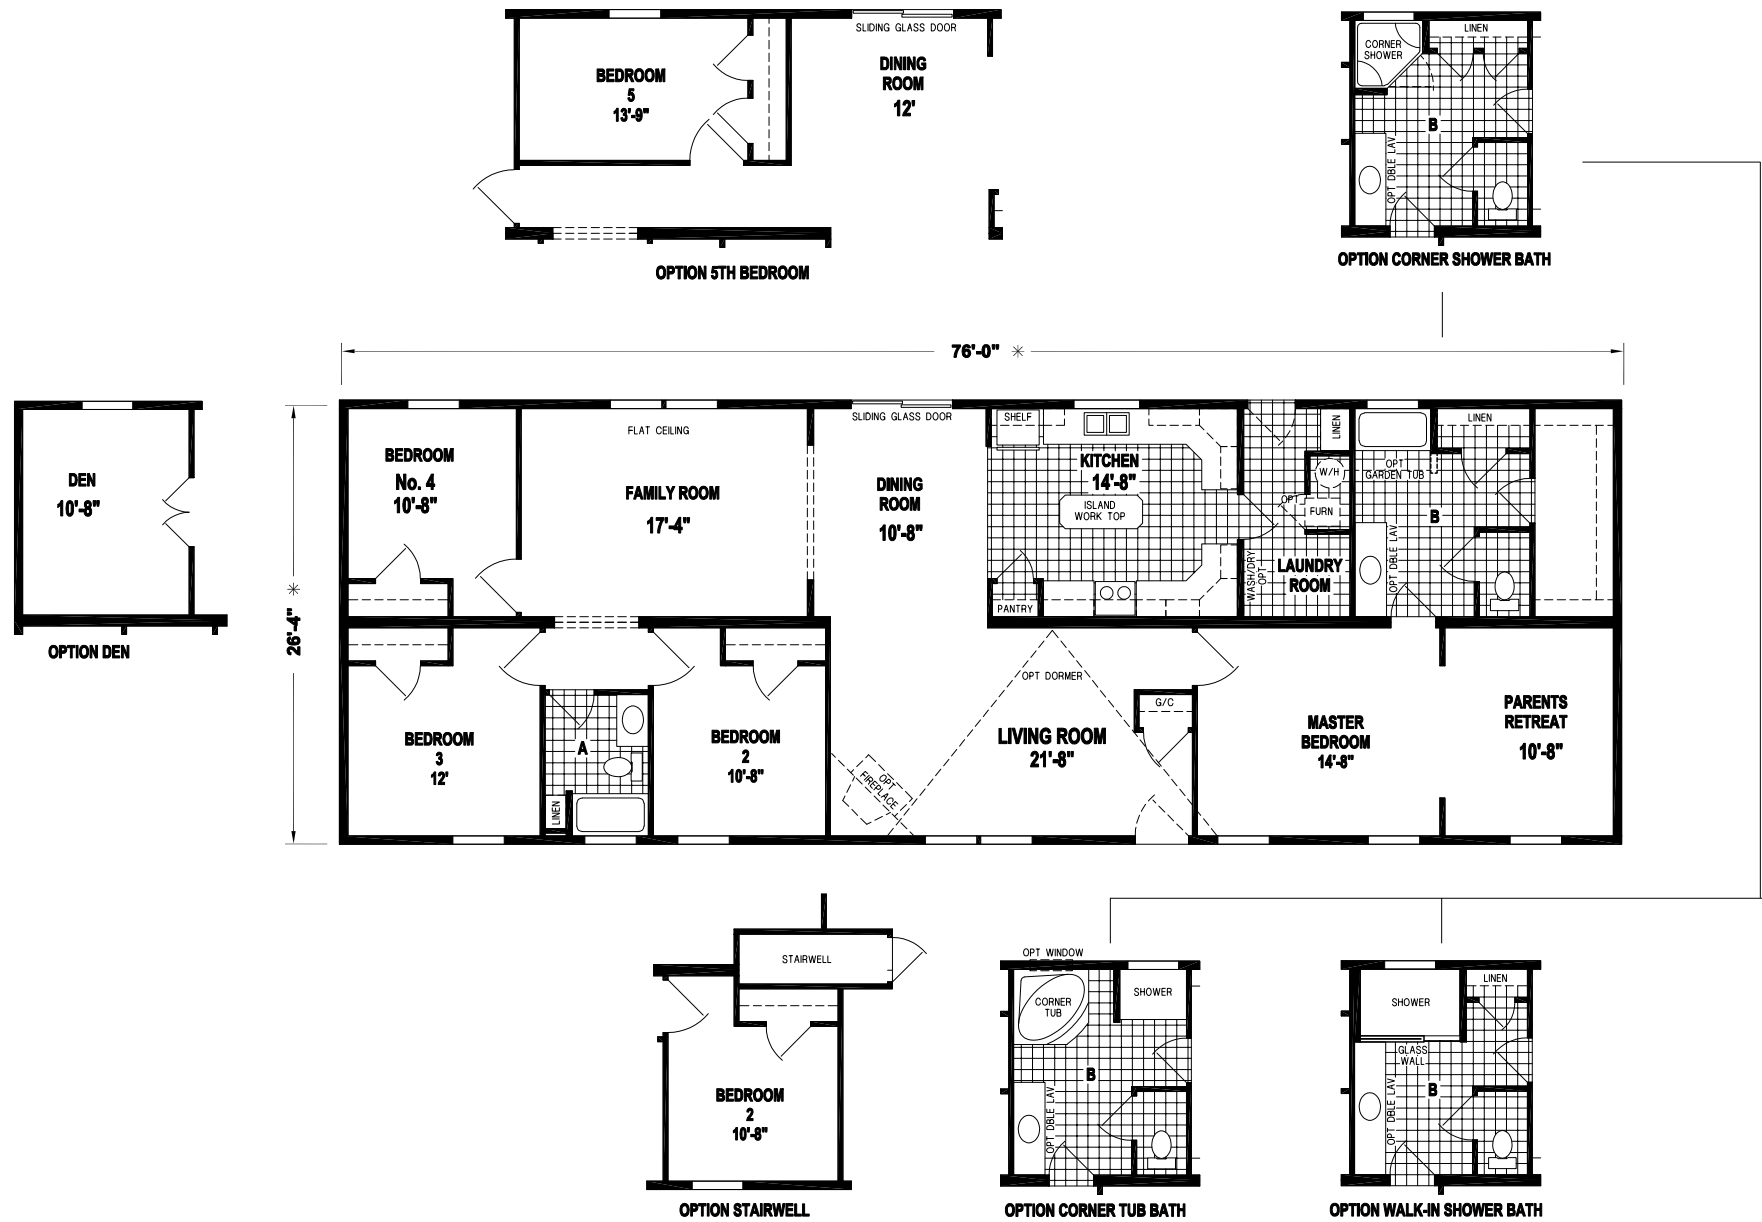 SLIDING GLASS DOOR
BEDROOM
5
13'-9"
DINING
ROOM
12'
OPTION 5TH BEDROOM
LINEN
CORNER
SHOWER
B
OPT DBLE LAV
OPTION CORNER SHOWER BATH
76'-0" ✳
26'-4" ✳
DEN
10'-8"
OPTION DEN
BEDROOM
No. 4
10'-8"
FLAT CEILING
FAMILY ROOM
17'-4"
SLIDING GLASS DOOR
DINING
ROOM
10'-8"
SHELF
KITCHEN
14'-8"
ISLAND
WORK TOP
PANTRY
LINEN
W/H
OPT
FURN
WASH/DRY
OPT
LAUNDRY
ROOM
LINEN
OPT
GARDEN TUB
B
OPT DBLE LAV
BEDROOM
3
12'
A
LINEN
BEDROOM
2
10'-8"
OPT DORMER
G/C
LIVING ROOM
21'-8"
OPT
FIREPLACE
MASTER
BEDROOM
14'-8"
PARENTS
RETREAT
10'-8"
STAIRWELL
BEDROOM
2
10'-8"
OPTION STAIRWELL
OPT WINDOW
CORNER
TUB
SHOWER
B
OPT DBLE LAV
OPTION CORNER TUB BATH
LINEN
SHOWER
GLASS
WALL
B
OPT DBLE LAV
OPTION WALK-IN SHOWER BATH